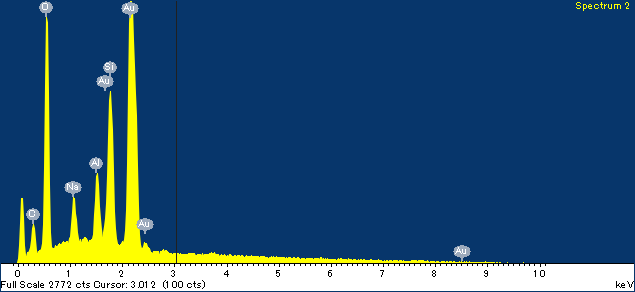 Spectrum 2
O
Au
Si
Au
Al
Na
O
Au
Au
0 1 2 3 4 5 6 7 8 9 10
Full Scale 2772 cts Cursor: 3.012 (100 cts)
keV